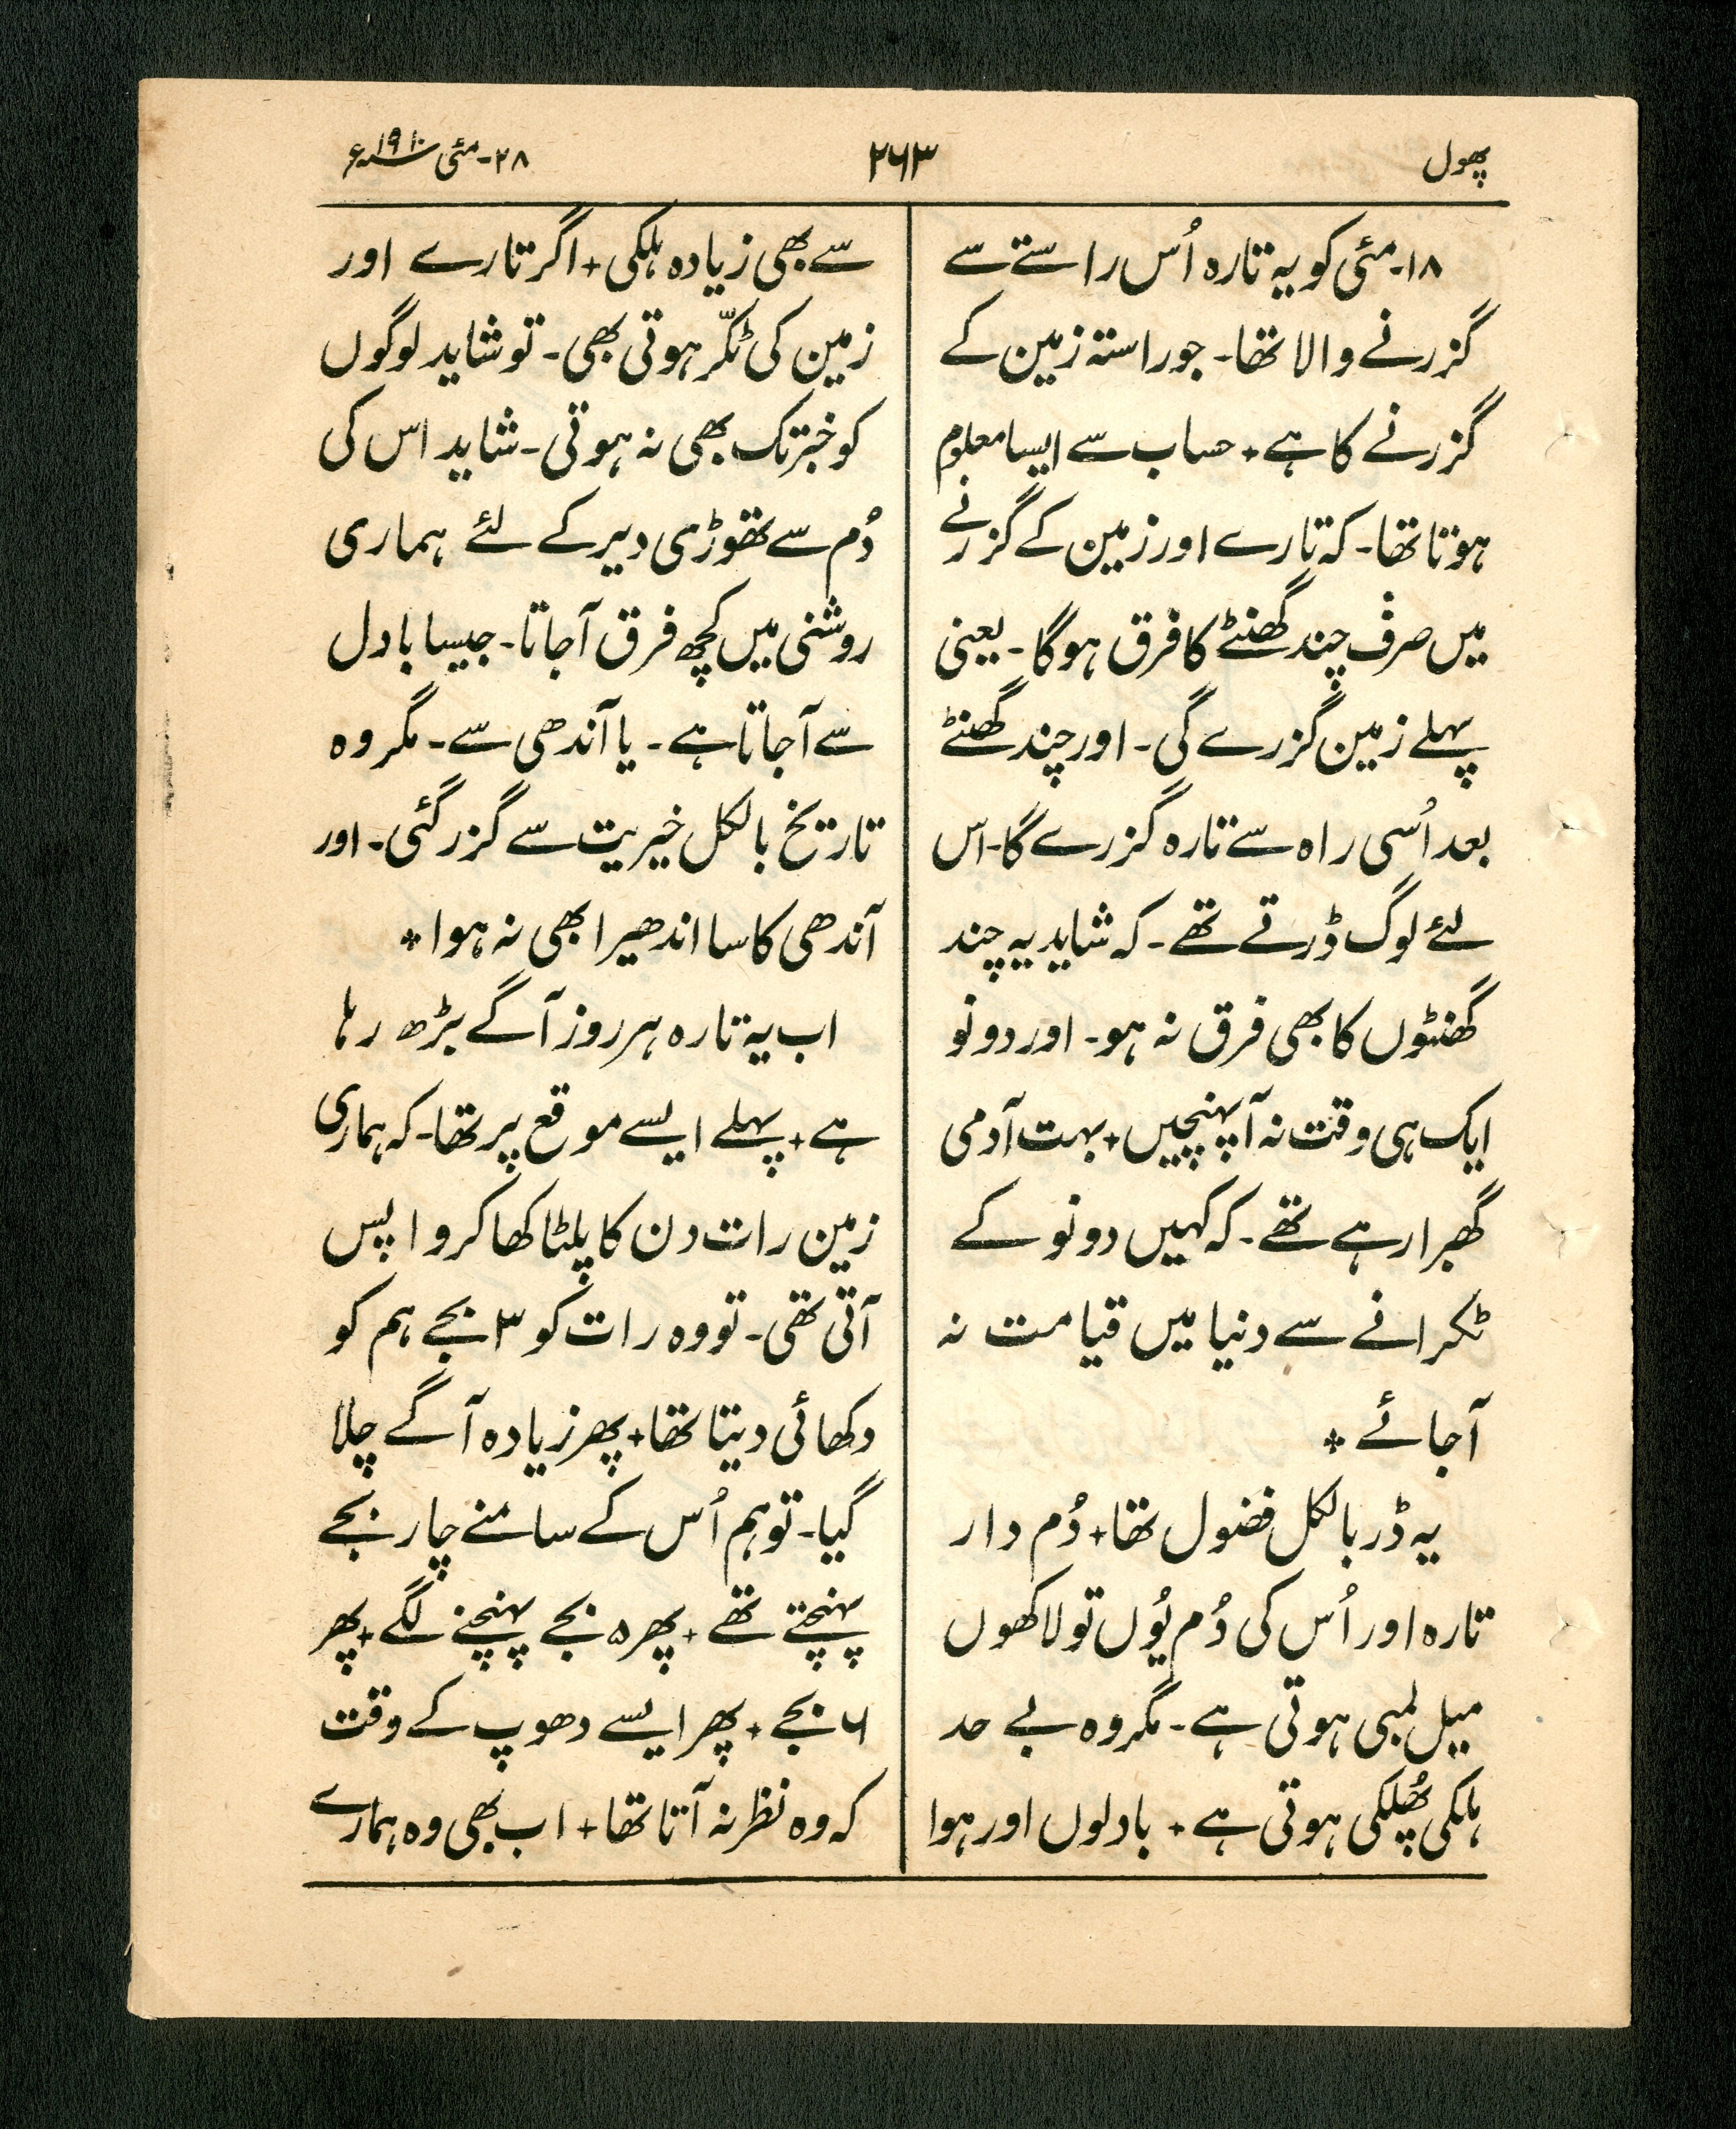 پھول
۲۶۳
۲۸-مئی ۱۹۱۰ء
۱۸-مئی کو یہ تارہ اُس راستے سے
گزرنے والا تھا۔ جو راستہ زمین کے
گزرنے کا ہے + حساب سے ایسا معلوم
ہوتا تھا۔ کہ تارے اور زمین کے گزرنے
میں صرف چند گھنٹے کا فرق ہوگا۔ یعنی
پہلے زمین گزرے گی۔ اور چند گھنٹے
بعد اُسی راہ سے تارہ گزرے گا۔ اس
لئے لوگ ڈرتے تھے۔ کہ شاید یہ چند
گھنٹوں کا بھی فرق نہ ہو۔ اور دونو
ایک ہی وقت نہ آپہنچیں + بہت آدمی
گھبرا رہے تھے۔ کہ کہیں دونو کے
ٹکرانے سے دنیا میں قیامت نہ
آجائے +
یہ ڈر بالکل فضول تھا + دُم دار
تارہ اور اُس کی دُم یُوں تو لاکھوں
میل لمبی ہوتی ہے۔ مگر وہ بے حد
ہلکی پُھلکی ہوتی ہے + بادلوں اور ہوا
سے بھی زیادہ ہلکی + اگر تارے اور
زمین کی ٹکّر ہوتی بھی۔ تو شاید لوگوں
کو خبر تک بھی نہ ہوتی۔ شاید اس کی
دُم سے تھوڑی دیر کے لئے ہماری
روشنی میں کچھ فرق آجاتا۔ جیسا بادل
سے آجاتا ہے۔ یا آندھی سے۔ مگر وہ
تاریخ بالکل خیریت سے گزر گئی۔ اور
آندھی کا سا اندھیرا بھی نہ ہوا +
اب یہ تارہ ہر روز آگے بڑھ رہا
ہے + پہلے ایسے موقع پر تھا۔ کہ ہماری
زمین رات دن کا پلٹا کھا کر واپس
آتی تھی۔ تو وہ رات کو ۳ بجے ہم کو
دکھائی دیتا تھا + پھر زیادہ آگے چلا
گیا۔ تو ہم اُس کے سامنے چار بجے
پہنچتے تھے + پھر ۵ بجے پہنچنے لگے + پھر
۶ بجے + پھر ایسے دھوپ کے وقت
کہ وہ نظر نہ آتا تھا + اب بھی وہ ہمارے